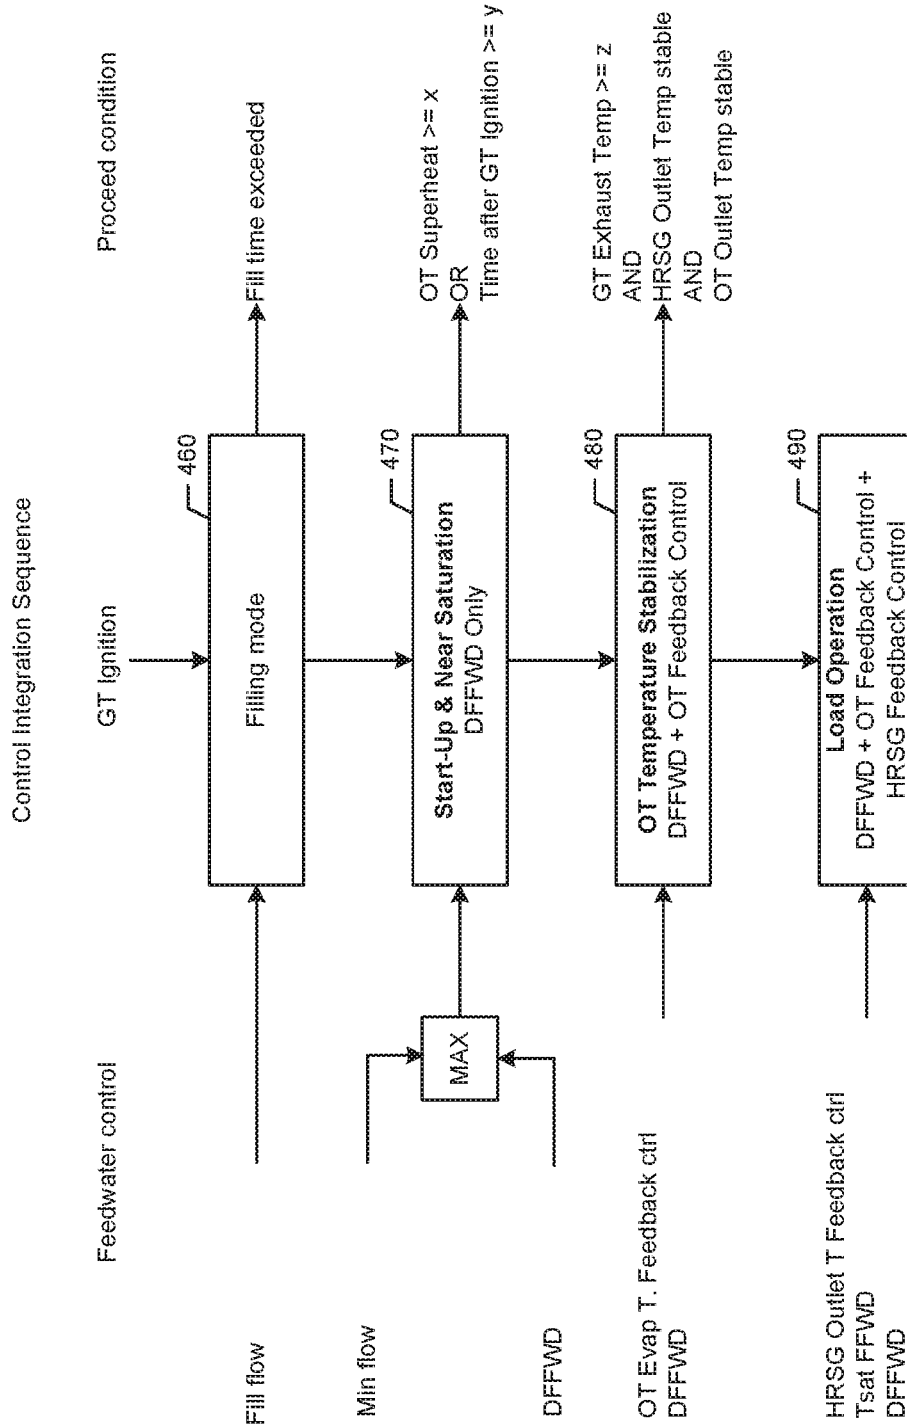 Control Integration Sequence
Feedwater control
GT Ignition
Proceed condition
Fill flow
Filling mode
460
Fill time exceeded
Min flow
DFFWD
MAX
Start-Up & Near Saturation
DFFWD Only
470
OT Superheat >= x
OR
Time after GT Ignition >= y
OT Evap T. Feedback ctrl
DFFWD
OT Temperature Stabilization
DFFWD + OT Feedback Control
480
GT Exhaust Temp >= z
AND
HRSG Outlet Temp stable
AND
OT Outlet Temp stable
HRSG Outlet T Feedback ctrl
Tsat FFWD
DFFWD
Load Operation
DFFWD + OT Feedback Control +
HRSG Feedback Control
490